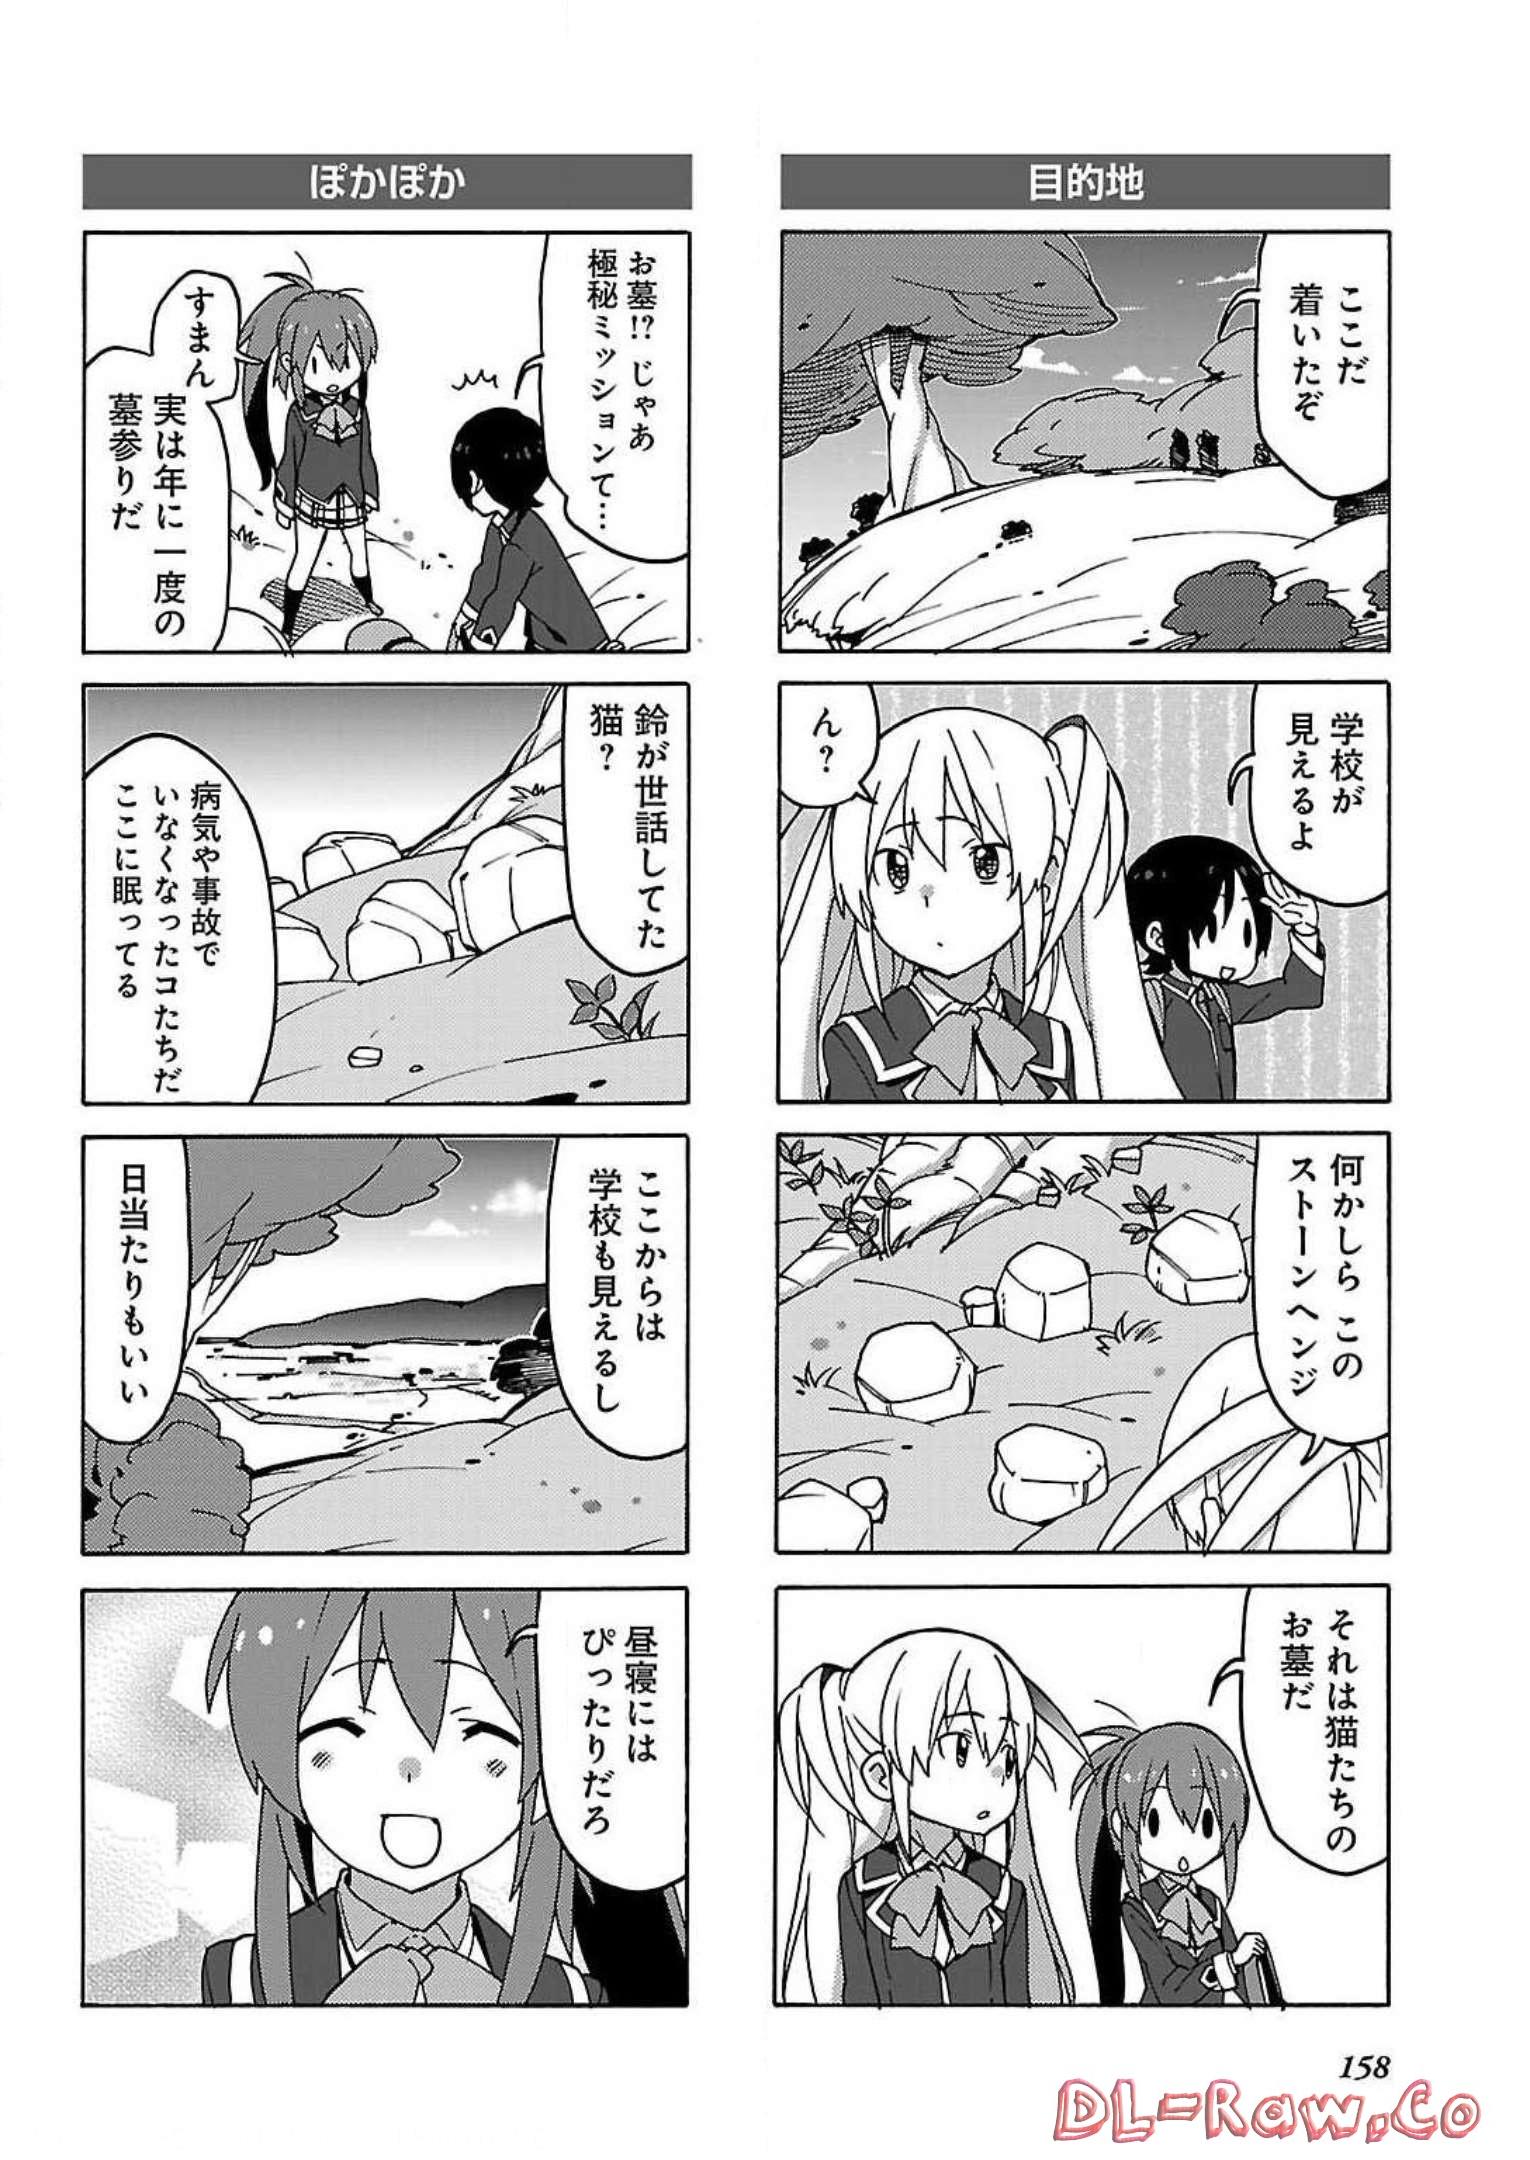 目的地
ここだ
着いたぞ
学校が
見えるよ
ん?
何かしら この
ストーンヘンジ
それは猫たちの
お墓だ
ぽかぽか
お墓!? じゃあ
極秘ミッションて…
すまん
実は年に一度の
墓参りだ
鈴が世話してた
猫?
病気や事故で
いなくなったコたちだ
ここに眠ってる
ここからは
学校も見えるし
日当たりもいい
昼寝には
ぴったりだろ
158
DL-Raw.Co